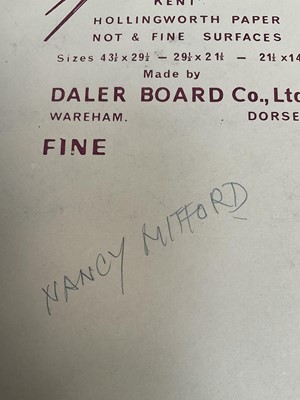 KENT
HOLLINGWORTH PAPER
NOT & FINE SURFACES
Sizes 43½ x 29½ - 29½ x 21½ - 21½ x 14
Made by
DALER BOARD Co., Ltd
WAREHAM. DORSE
FINE
NANCY MITFORD